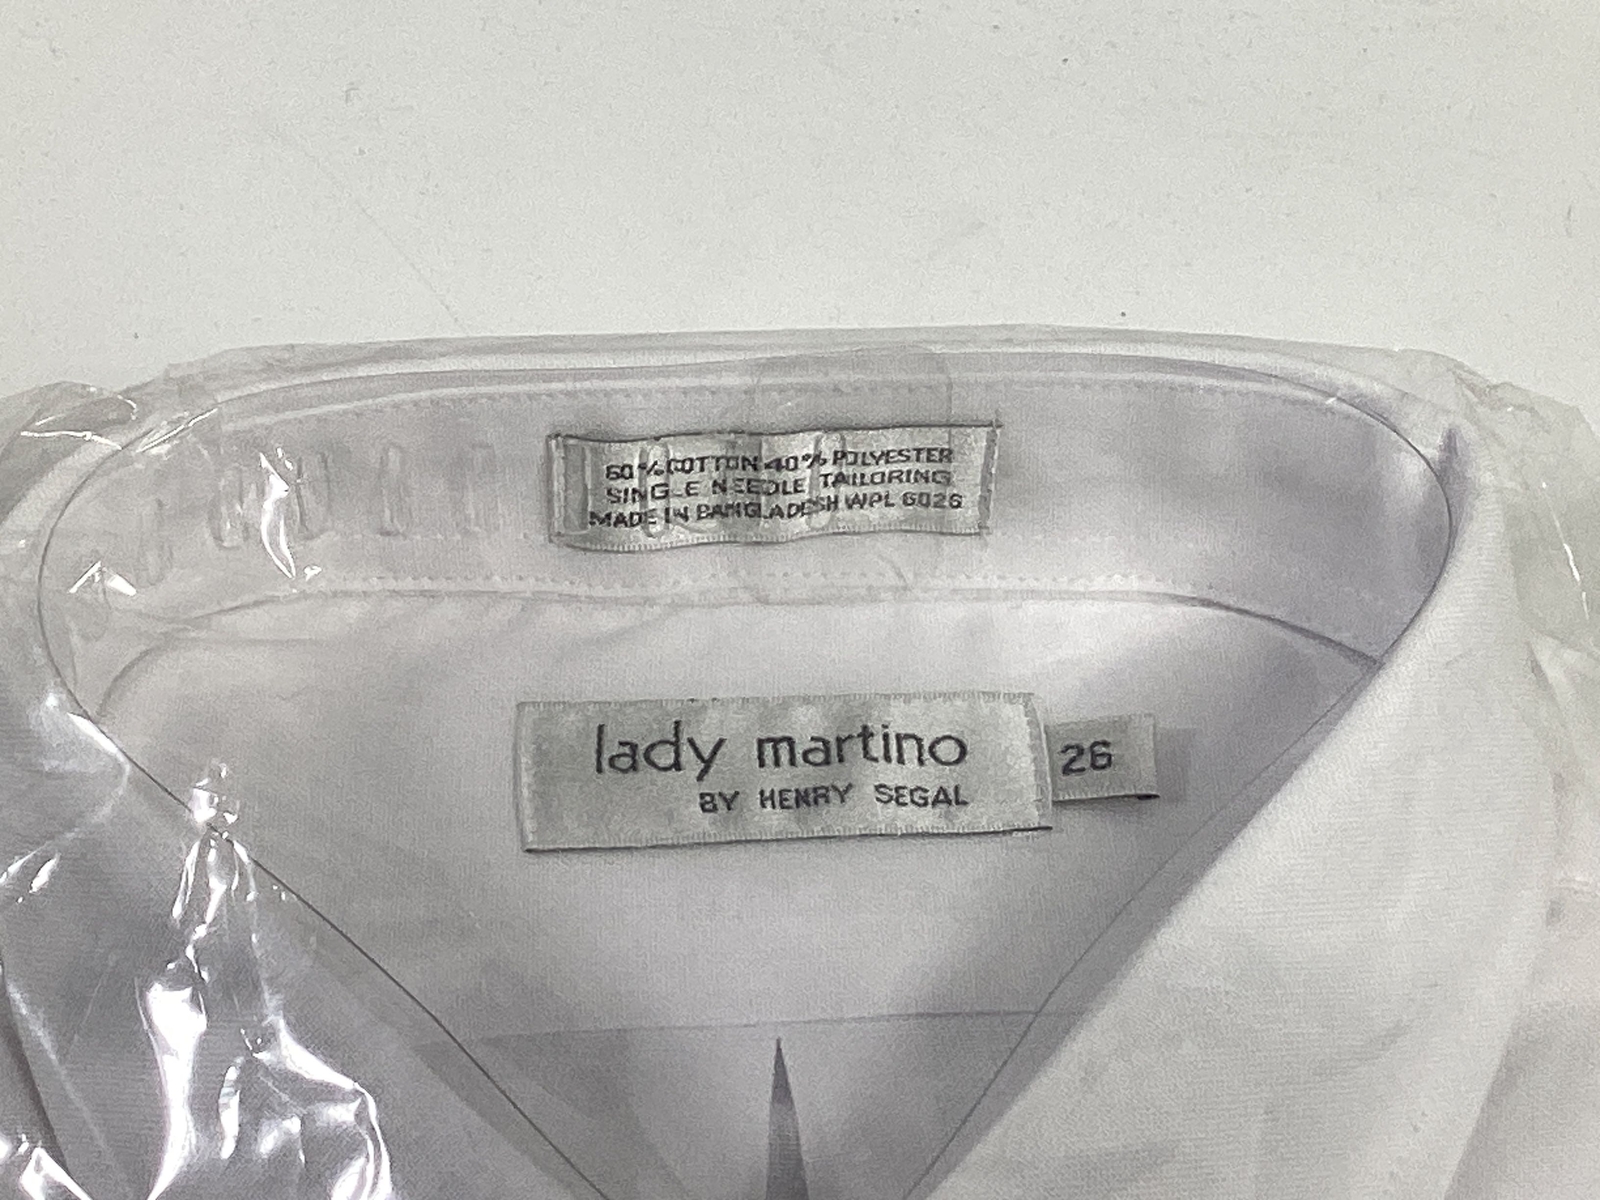 60% COTTON 40% POLYESTER
SINGLE NEEDLE TAILORING
MADE IN BANGLADESH WPL 6026
lady martino
BY HENRY SEGAL
26